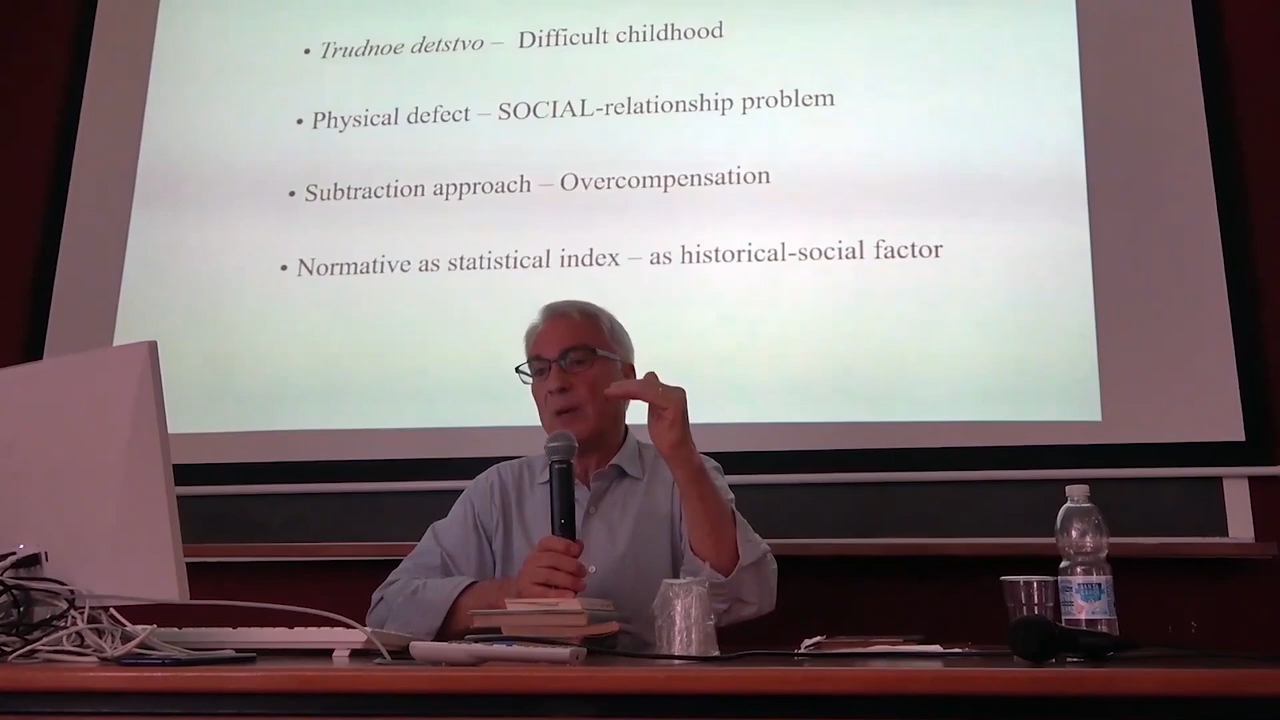 • Trudnoe detstvo – Difficult childhood
• Physical defect – SOCIAL-relationship problem
• Subtraction approach – Overcompensation
• Normative as statistical index – as historical-social factor